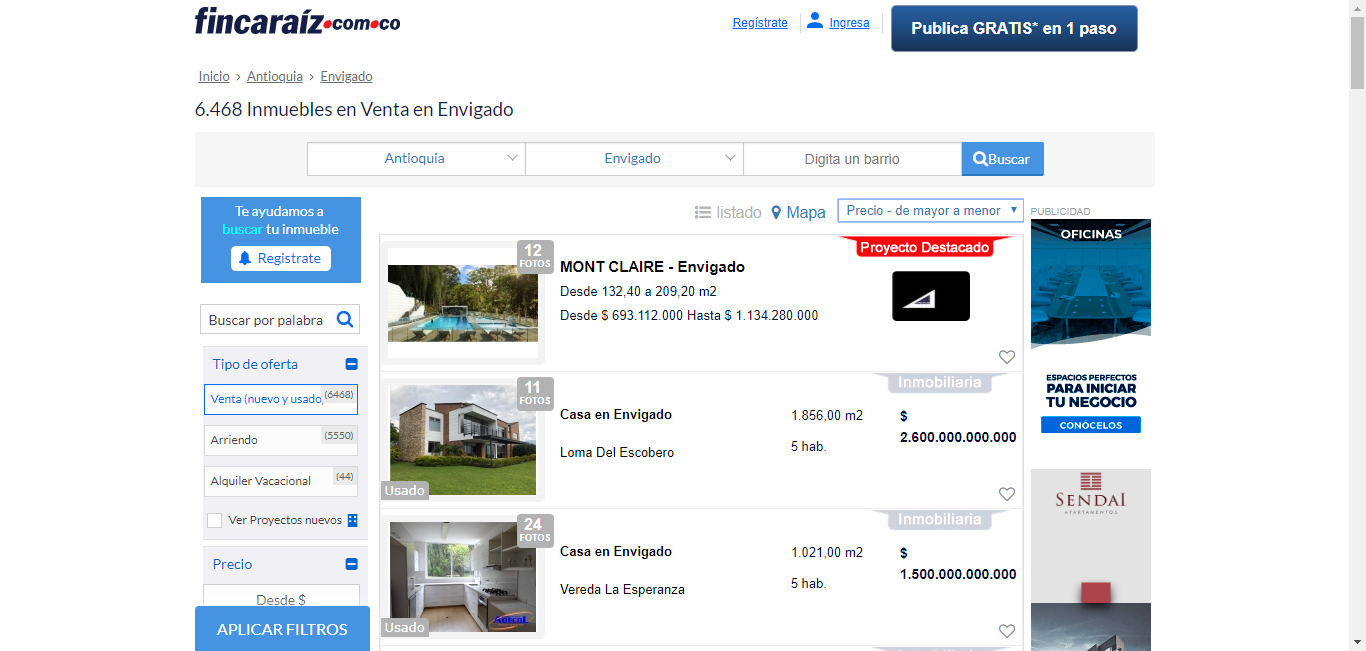 fincaraíz.com.co
Regístrate
Ingresa
Publica GRATIS* en 1 paso
Inicio › Antioquia › Envigado
6.468 Inmuebles en Venta en Envigado
Antioquia
Envigado
Digita un barrio
Buscar
Te ayudamos a
buscar tu inmueble
Registrate
Buscar por palabra
Tipo de oferta
Venta (nuevo y usado)
(6468)
Arriendo
(5550)
Alquiler Vacacional
(44)
Ver Proyectos nuevos
Precio
Desde $
APLICAR FILTROS
listado
Mapa
Precio - de mayor a menor
12
FOTOS
MONT CLAIRE - Envigado
Desde 132,40 a 209,20 m2
Desde $ 693.112.000 Hasta $ 1.134.280.000
Proyecto Destacado
11
FOTOS
Usado
Casa en Envigado
Loma Del Escobero
1.856,00 m2
5 hab.
Inmobiliaria
$
2.600.000.000.000
24
FOTOS
Adecol
Usado
Casa en Envigado
Vereda La Esperanza
1.021,00 m2
5 hab.
Inmobiliaria
$
1.500.000.000.000
PUBLICIDAD
OFICINAS
ESPACIOS PERFECTOS
PARA INICIAR
TU NEGOCIO
CONÓCELOS
SENDAI
APARTAMENTOS